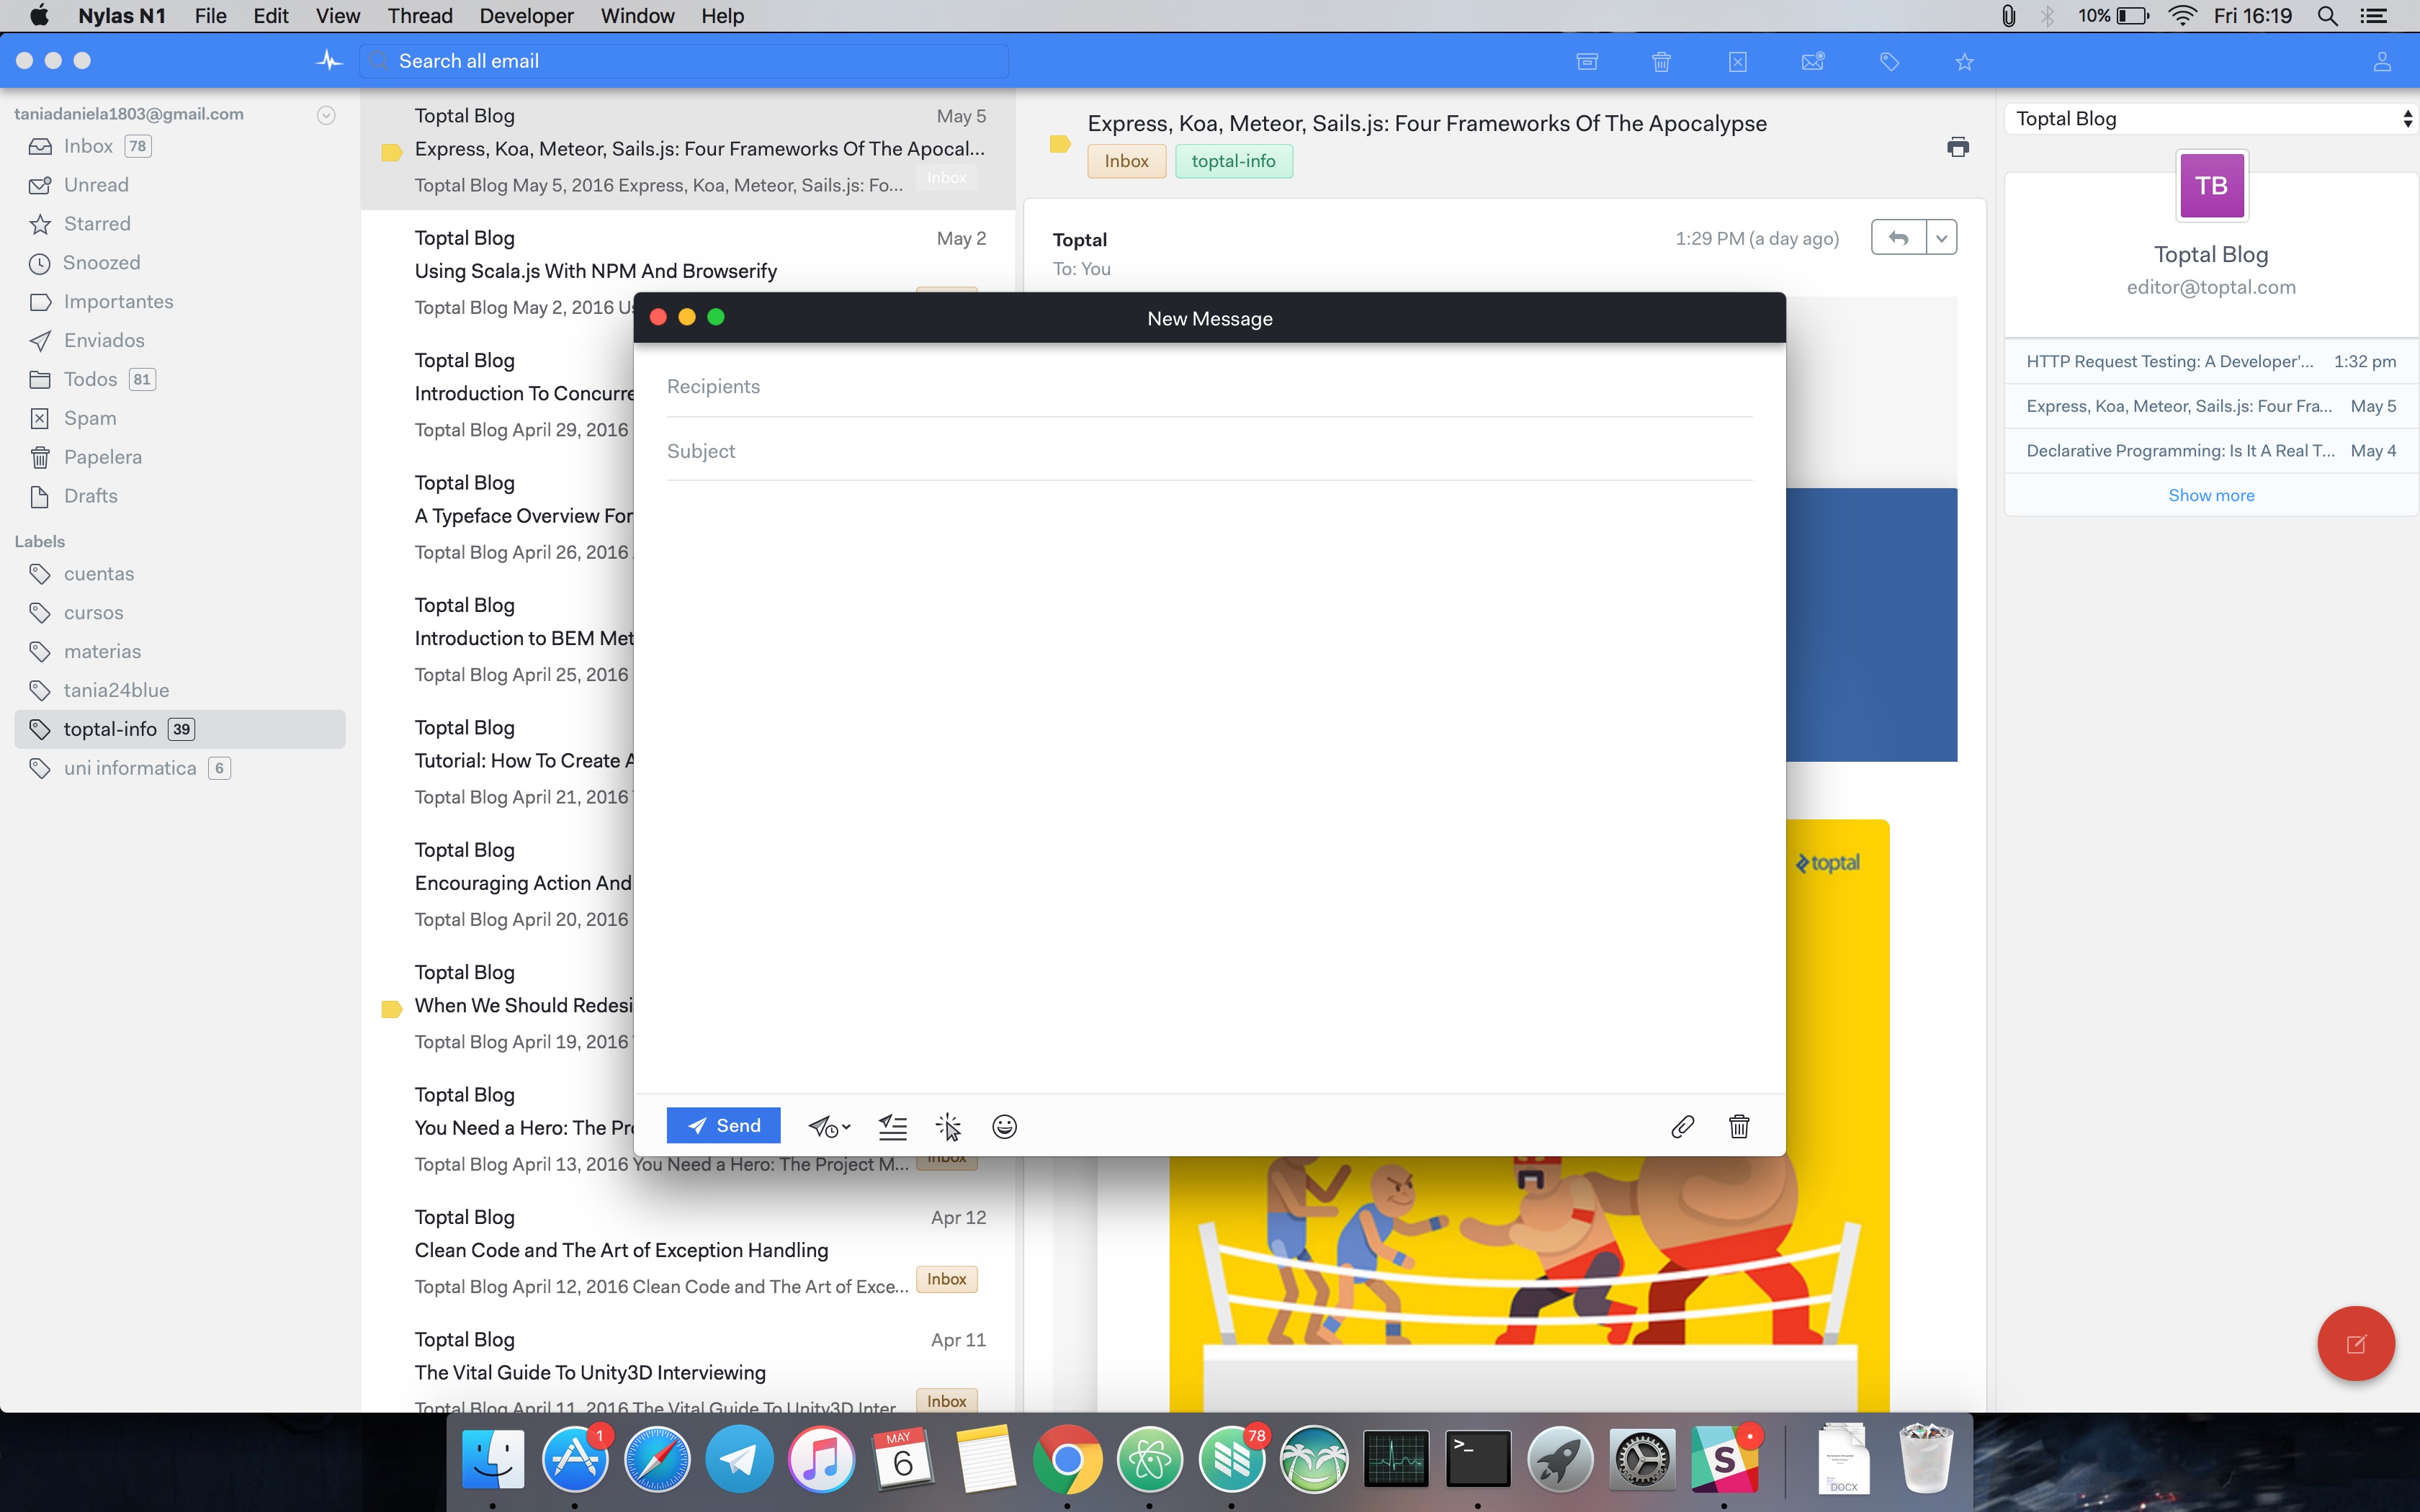 Nylas N1 File Edit View Thread Developer Window Help
10% Fri 16:19
Search all email
taniadaniela1803@gmail.com
Inbox 78
Unread
Starred
Snoozed
Importantes
Enviados
Todos 81
Spam
Papelera
Drafts
Labels
cuentas
cursos
materias
tania24blue
toptal-info 39
uni informatica 6
Toptal Blog May 5
Express, Koa, Meteor, Sails.js: Four Frameworks Of The Apocal...
Toptal Blog May 5, 2016 Express, Koa, Meteor, Sails.js: Fo... Inbox
Toptal Blog May 2
Using Scala.js With NPM And Browserify
Toptal Blog May 2, 2016
Toptal Blog
Introduction To
Toptal Blog April 29, 2016
Toptal Blog
A Typeface Overview For
Toptal Blog April 26, 2016
Toptal Blog
Introduction to BEM
Toptal Blog April 25, 2016
Toptal Blog
Tutorial: How To Create
Toptal Blog April 21, 2016
Toptal Blog
Encouraging Action And
Toptal Blog April 20, 2016
Toptal Blog
When We Should
Toptal Blog April 19, 2016
Toptal Blog
You Need a Hero: The
Toptal Blog April 13, 2016 You Need a Hero: The Project M... Inbox
Toptal Blog Apr 12
Clean Code and The Art of Exception Handling
Toptal Blog April 12, 2016 Clean Code and The Art of Exce... Inbox
Toptal Blog Apr 11
The Vital Guide To Unity3D Interviewing
Toptal Blog April 11, 2016 The Vital Guide To Unity3D Inter... Inbox
Express, Koa, Meteor, Sails.js: Four Frameworks Of The Apocalypse
Inbox toptal-info
Toptal 1:29 PM (a day ago)
To: You
New Message
Recipients
Subject
Send
toptal
Toptal Blog
TB
Toptal Blog
editor@toptal.com
HTTP Request Testing: A Developer'... 1:32 pm
Express, Koa, Meteor, Sails.js: Four Fra... May 5
Declarative Programming: Is It A Real T... May 4
Show more
1
MAY
6
78
>_
S
DOCX